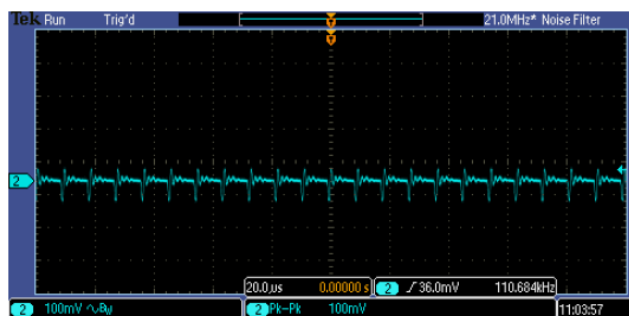 Tek Run Trig'd 21.0MHz* Noise Filter
T
T
2
20.0µs 0.00000 s 2 ƒ 36.0mV 110.684kHz
2 100mV ∿BW 2 Pk-Pk 100mV 11:03:57